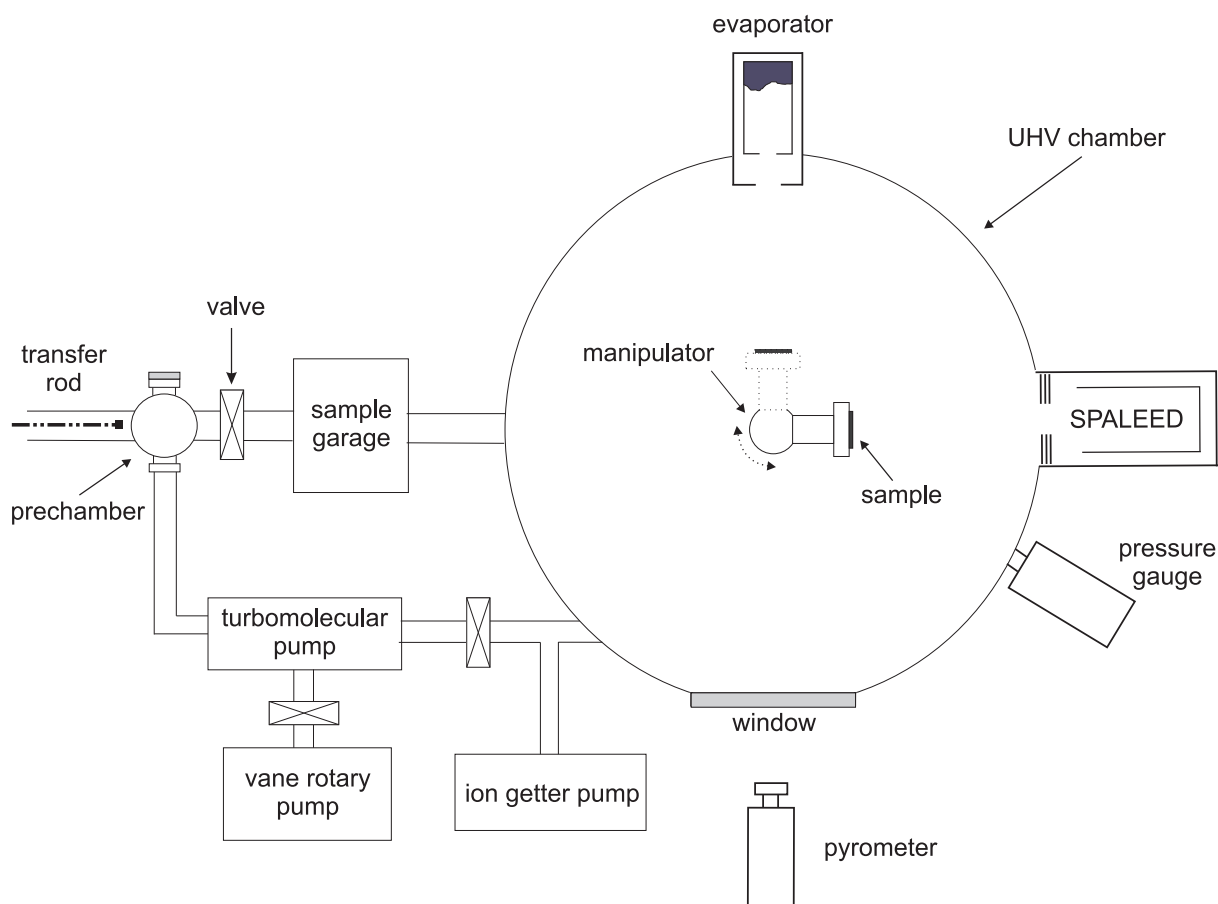 evaporator
UHV chamber
valve
transfer
rod
manipulator
sample
garage
SPALEED
sample
prechamber
pressure
gauge
turbomolecular
pump
window
vane rotary
pump
ion getter pump
pyrometer